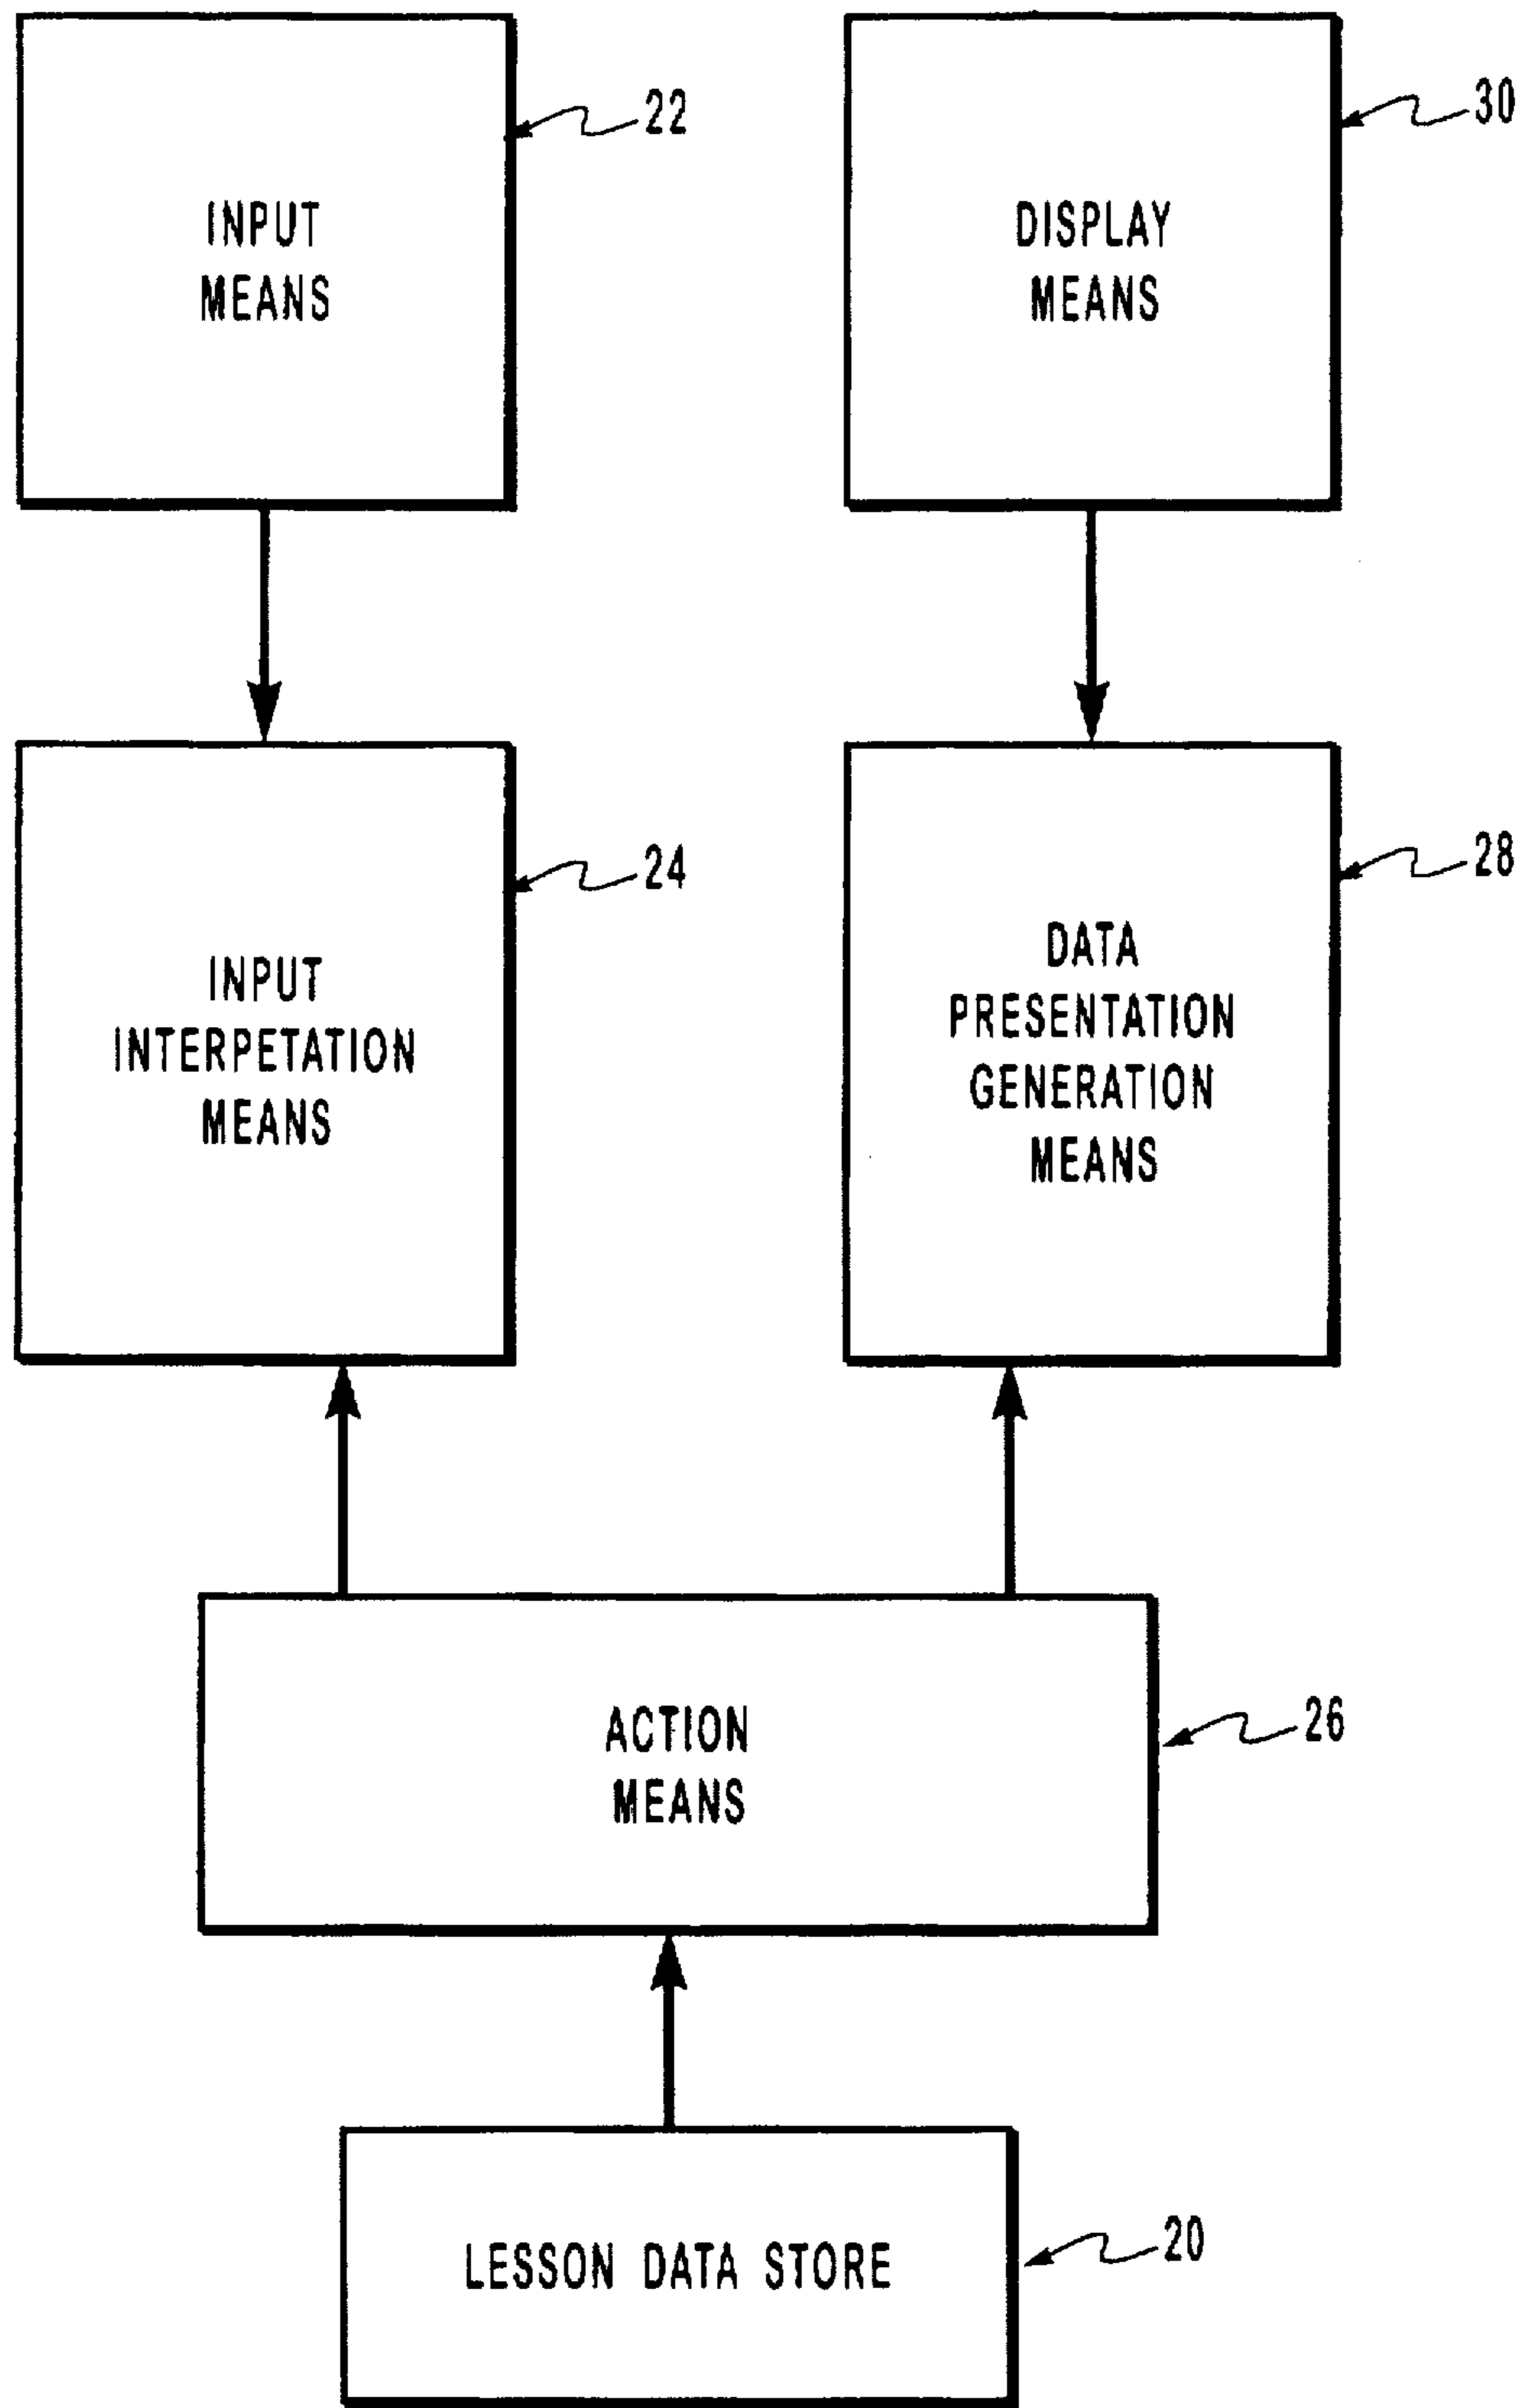 INPUT
MEANS
22
DISPLAY
MEANS
30
INPUT
INTERPETATION
MEANS
24
DATA
PRESENTATION
GENERATION
MEANS
28
ACTION
MEANS
26
LESSON DATA STORE
20